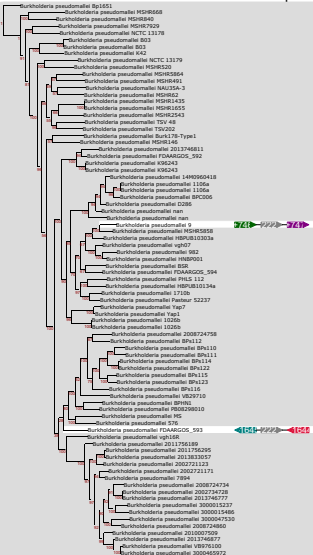 Burkholderia pseudomallei Bp1651
Burkholderia pseudomallei MSHR668
Burkholderia pseudomallei MSHR840
Burkholderia pseudomallei MSHR7929
Burkholderia pseudomallei NCTC 13178
Burkholderia pseudomallei B03
Burkholderia pseudomallei B03
Burkholderia pseudomallei K42
Burkholderia pseudomallei NCTC 13179
Burkholderia pseudomallei MSHR520
Burkholderia pseudomallei MSHR5864
Burkholderia pseudomallei MSHR491
Burkholderia pseudomallei NAU35A-3
Burkholderia pseudomallei MSHR62
Burkholderia pseudomallei MSHR1435
Burkholderia pseudomallei MSHR1655
Burkholderia pseudomallei MSHR2543
Burkholderia pseudomallei TSV 48
Burkholderia pseudomallei TSV202
Burkholderia pseudomallei Burk178-Type1
Burkholderia pseudomallei MSHR146
Burkholderia pseudomallei 2013746811
Burkholderia pseudomallei FDAARGOS_592
Burkholderia pseudomallei K96243
Burkholderia pseudomallei K96243
Burkholderia pseudomallei 14M0960418
Burkholderia pseudomallei 1106a
Burkholderia pseudomallei 1106a
Burkholderia pseudomallei BPC006
Burkholderia pseudomallei D286
Burkholderia pseudomallei nan
Burkholderia pseudomallei nan
Burkholderia pseudomallei 9
Burkholderia pseudomallei MSHR5858
Burkholderia pseudomallei HBPUB10303a
Burkholderia pseudomallei vgh07
Burkholderia pseudomallei 982
Burkholderia pseudomallei HNBP001
Burkholderia pseudomallei BSR
Burkholderia pseudomallei FDAARGOS_594
Burkholderia pseudomallei PHLS 112
Burkholderia pseudomallei HBPUB10134a
Burkholderia pseudomallei 1710b
Burkholderia pseudomallei Pasteur 52237
Burkholderia pseudomallei Yap7
Burkholderia pseudomallei Yap1
Burkholderia pseudomallei 1026b
Burkholderia pseudomallei 1026b
Burkholderia pseudomallei 2008724758
Burkholderia pseudomallei BPs112
Burkholderia pseudomallei BPs110
Burkholderia pseudomallei BPs111
Burkholderia pseudomallei BPs114
Burkholderia pseudomallei BPs122
Burkholderia pseudomallei BPs115
Burkholderia pseudomallei BPs123
Burkholderia pseudomallei BPs116
Burkholderia pseudomallei VB29710
Burkholderia pseudomallei BPHN1
Burkholderia pseudomallei PB08298010
Burkholderia pseudomallei MS
Burkholderia pseudomallei 576
Burkholderia pseudomallei FDAARGOS_593
Burkholderia pseudomallei vgh16R
Burkholderia pseudomallei 2011756189
Burkholderia pseudomallei 2011756295
Burkholderia pseudomallei 2013833057
Burkholderia pseudomallei 2002721123
Burkholderia pseudomallei 2002721171
Burkholderia pseudomallei 7894
Burkholderia pseudomallei 2008724734
Burkholderia pseudomallei 2002734728
Burkholderia pseudomallei 2013746777
Burkholderia pseudomallei 3000015237
Burkholderia pseudomallei 3000015486
Burkholderia pseudomallei 3000047530
Burkholderia pseudomallei 2008724860
Burkholderia pseudomallei 2010007509
Burkholderia pseudomallei 2013746877
Burkholderia pseudomallei VB976100
Burkholderia pseudomallei 3000465972